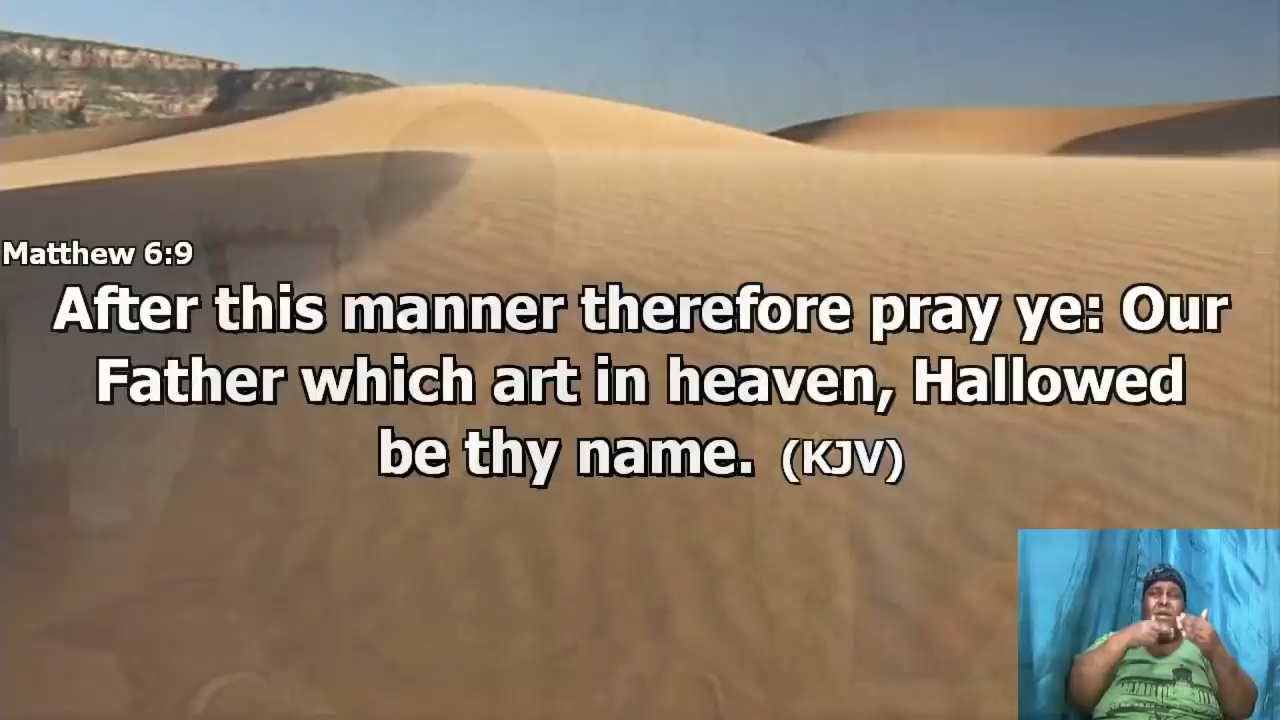 Matthew 6:9
After this manner therefore pray ye: Our
Father which art in heaven, Hallowed
be thy name. (KJV)